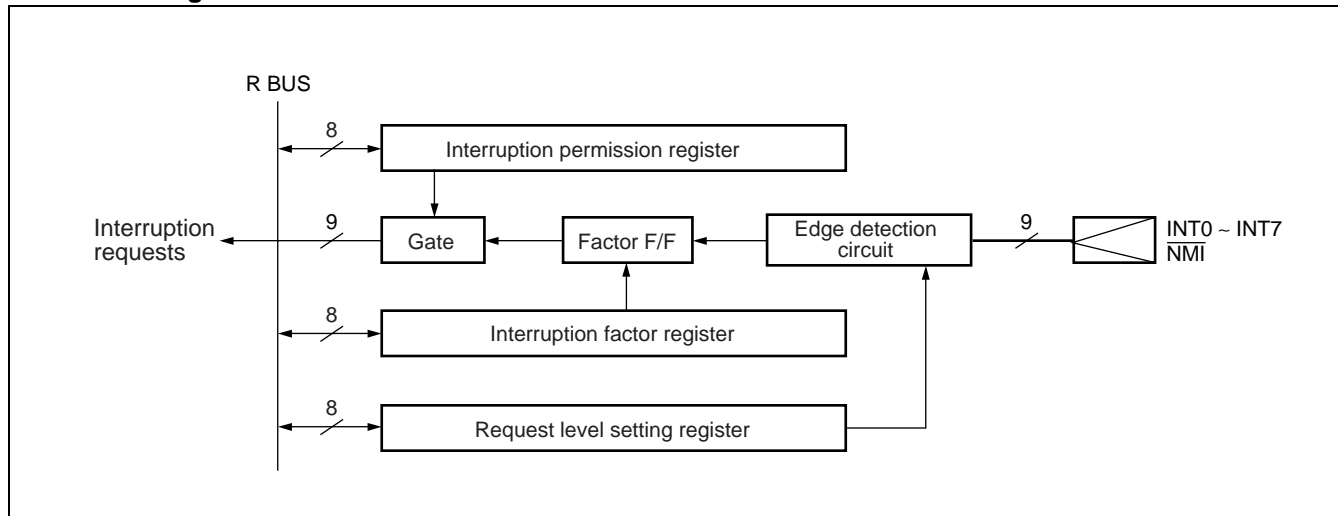 R BUS
8
Interruption permission register
Interruption
requests
9
Gate
Factor F/F
Edge detection
circuit
9
INT0 ~ INT7
NMI
8
Interruption factor register
8
Request level setting register